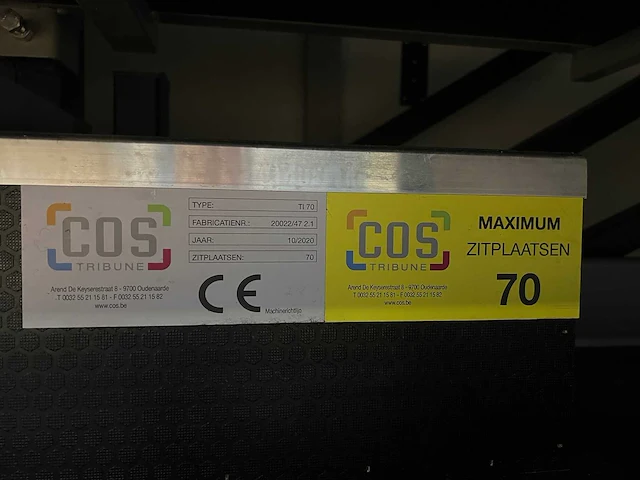 COS
TRIBUNE
Arend De Keyserestraat 8 - 9700 Oudenaarde
T 0032 55 21 15 81 - F 0032 55 21 15 82
www.cos.be
TYPE: TI 70
FABRICATIENR.: 20022/47 2.1
JAAR: 10/2020
ZITPLAATSEN: 70
CE
Machinerichtlijn
COS
TRIBUNE
Arend De Keyserestraat 8 - 9700 Oudenaarde
T 0032 55 21 15 81 - F 0032 55 21 15 82
www.cos.be
MAXIMUM
ZITPLAATSEN
70